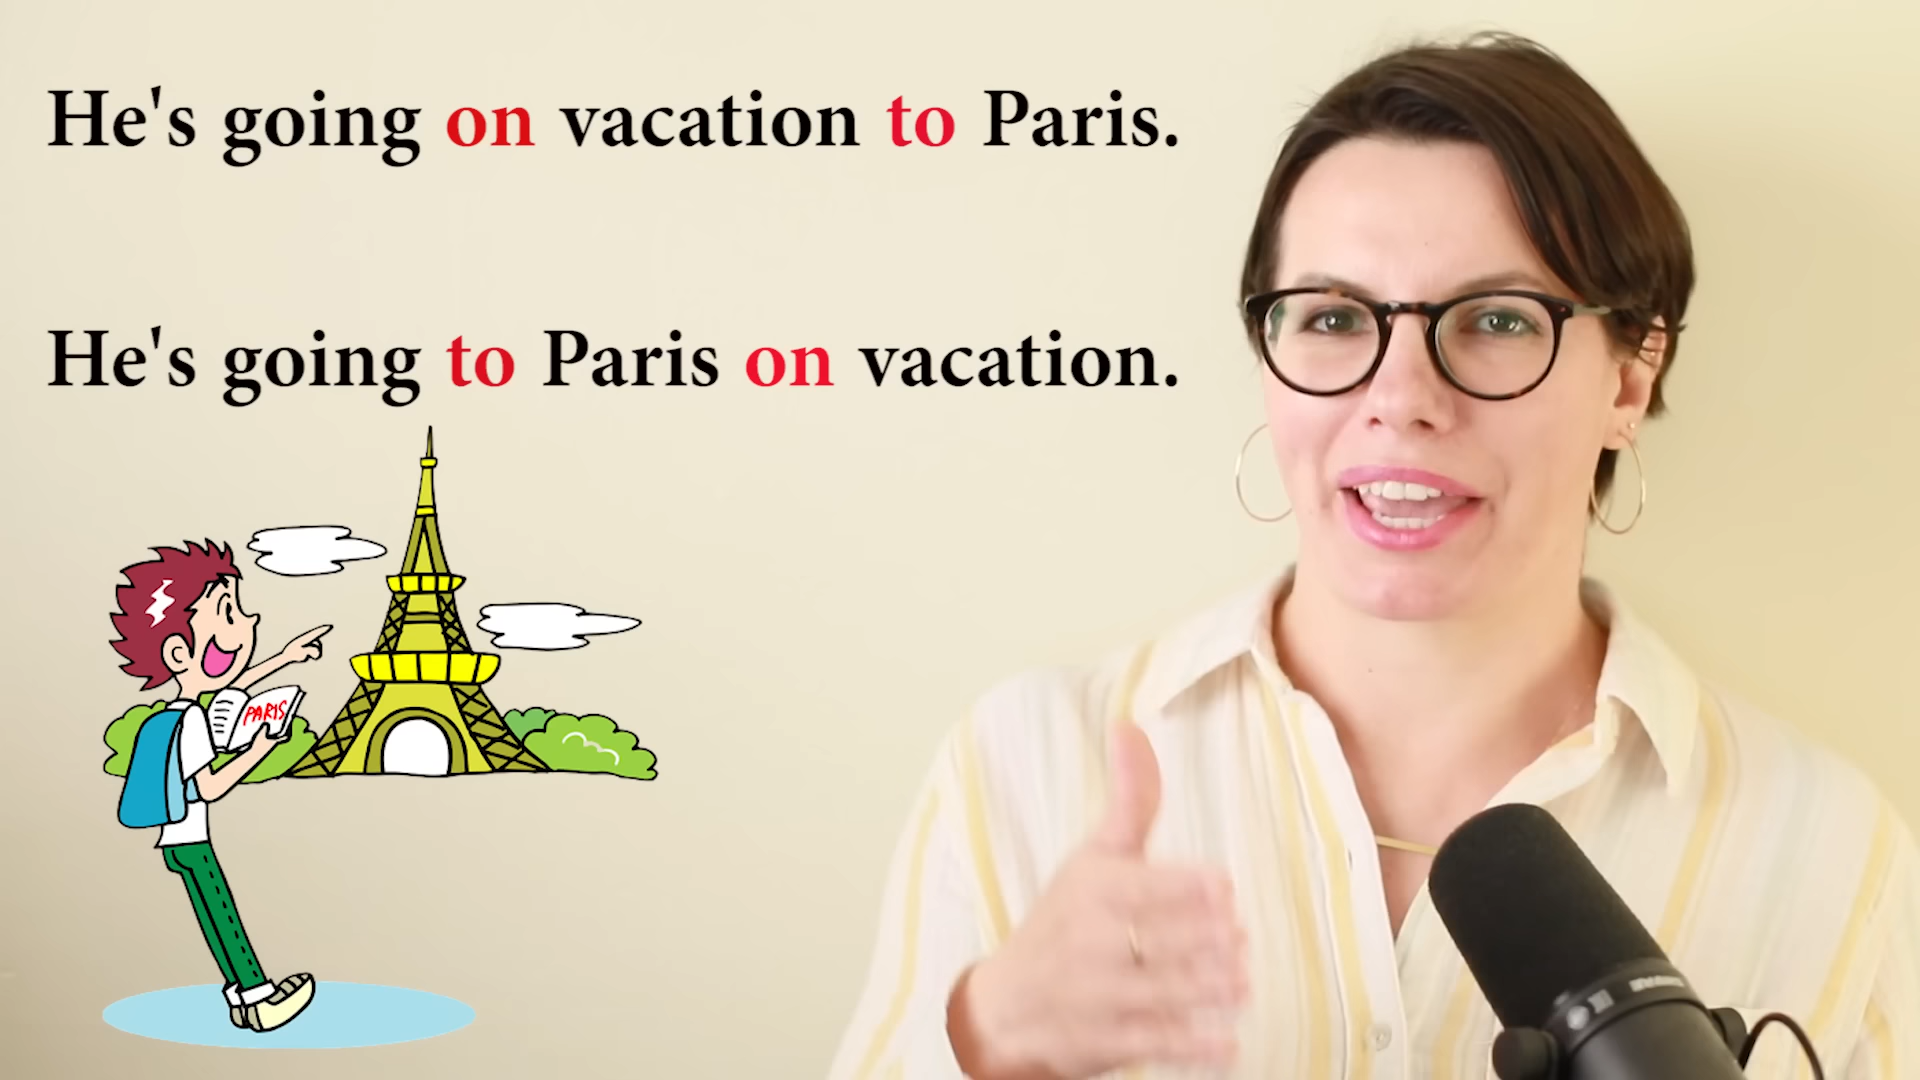 He's going on vacation to Paris.
He's going to Paris on vacation.
PARIS